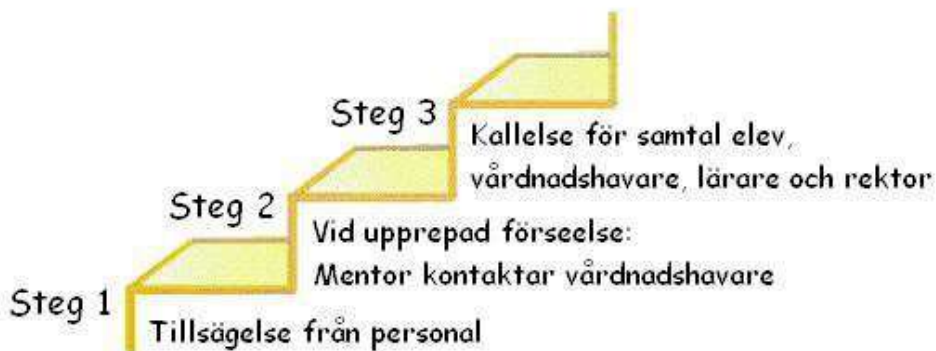 Steg 3
Kallelse för samtal elev,
vårdnadshavare, lärare och rektor
Steg 2
Vid upprepad förseelse:
Mentor kontaktar vårdnadshavare
Steg 1
Tillsägelse från personal